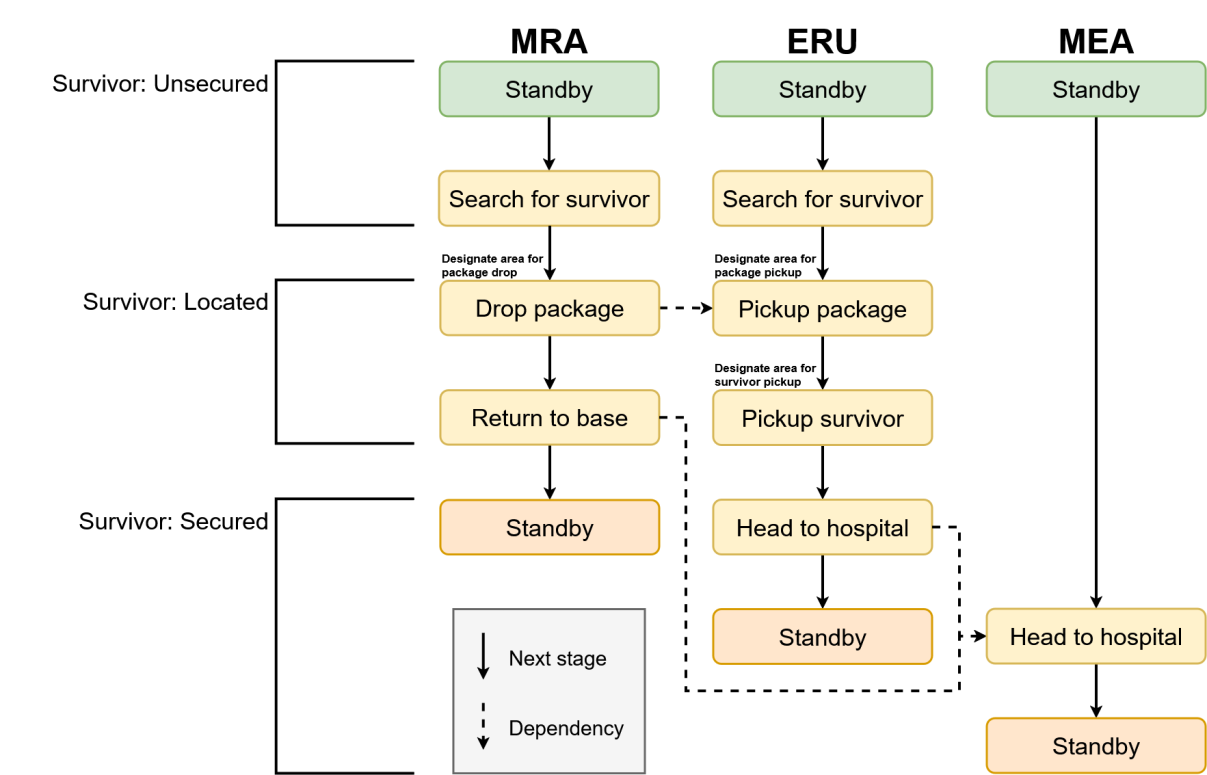 MRA
ERU
MEA
Survivor: Unsecured
Standby
Standby
Standby
Search for survivor
Search for survivor
Designate area for
package drop
Designate area for
package pickup
Survivor: Located
Drop package
Pickup package
Designate area for
survivor pickup
Return to base
Pickup survivor
Survivor: Secured
Standby
Head to hospital
Standby
Head to hospital
Next stage
Dependency
Standby